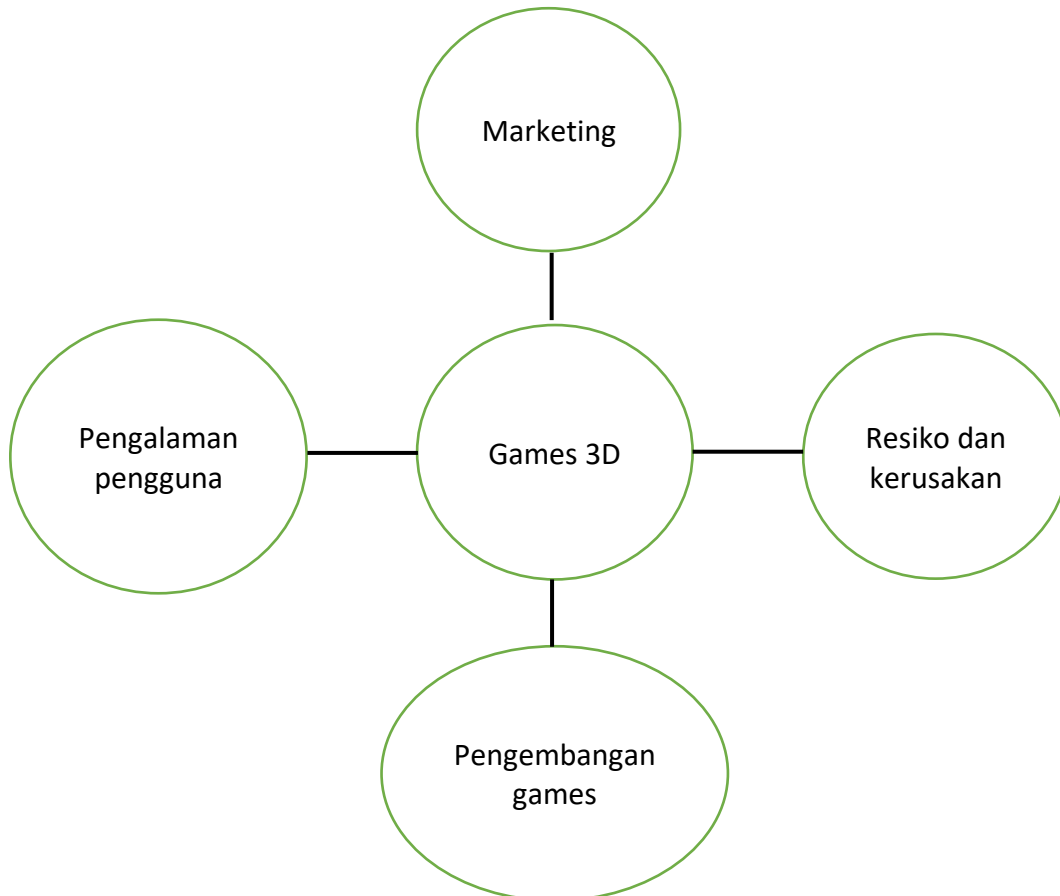 Marketing
Pengalaman
pengguna
Games 3D
Resiko dan
kerusakan
Pengembangan
games